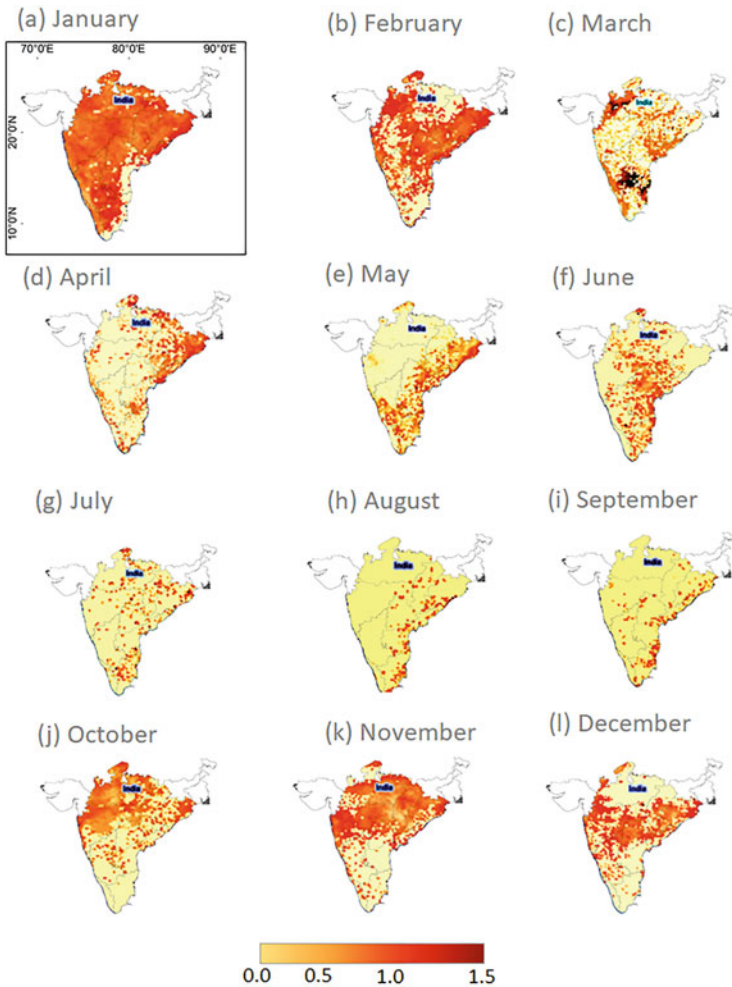 (a) January
(b) February
(c) March
70°0'E 80°0'E 90°0'E
20°0'N
10°0'N
India
India
India
(d) April
(e) May
(f) June
India
India
India
(g) July
(h) August
(i) September
India
India
India
(j) October
(k) November
(l) December
India
India
India
0.0 0.5 1.0 1.5